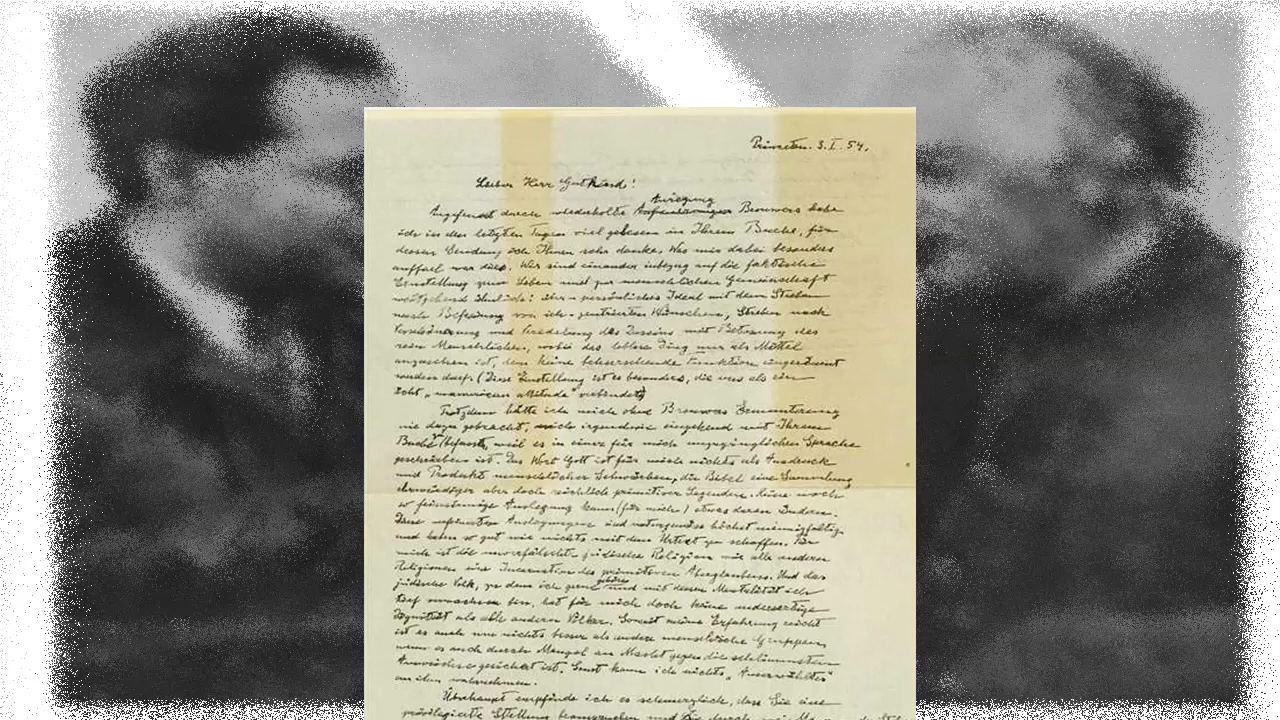 Princeton. 3. I. 54.
Lieber Herr Gutkind!
Anregung
Angefeuert durch wiederholte Brouwers habe
ich in den letzten Tagen viel gelesen in Ihrem Buche, für
dessen Sendung ich Ihnen sehr danke. Was mir dabei besonders
auffiel war dies. Wir sind einander inbezug auf die faktische
Einstellung zum Leben und zur menschlichen Gemeinschaft
weitgehend ähnlich: persönliches Ideal mit dem Streben
nach Befreiung von ich-zentrierten Wünschen, Streben nach
Verschönerung und Veredelung des Daseins mit Betonung des
rein Menschlichen, wobei das leblose Ding nur als Mittel
anzusehen ist, dem keine beherrschende Funktion eingeräumt
werden darf. (Diese Einstellung ist es besonders, die uns als ein
echt „unamerican attitude" verbindet)
Trotzdem hätte ich mich ohne Brouwers Ermunterung
nie dazu gebracht, mich irgendwie eingehend mit Ihrem
Buch befasst, weil es in einer für mich unzugänglichen Sprache
geschrieben ist. Das Wort Gott ist für mich nichts als Ausdruck
und Produkt menschlicher Schwächen, die Bibel eine Sammlung
ehrwürdiger aber doch reichlich primitiver Legenden. Keine noch
so feinsinnige Auslegung kann (für mich) etwas daran ändern.
Diese verfeinerten Auslegungen sind naturgemäss höchst mannigfaltig
und haben so gut wie nichts mit dem Urtext zu schaffen. Für
mich ist die unverfälschte jüdische Religion wie alle anderen
Religionen eine Incarnation des primitiven Aberglaubens. Und das
gehöre
jüdische Volk, zu dem ich gerne und mit dessen Mentalität ich
tief verwachsen bin, hat für mich doch keine andersartige
Dignität als alle anderen Völker. Soweit meine Erfahrung reicht
ist es auch um nichts besser als andere menschliche Gruppen
wenn es auch durch Mangel an Macht gegen die schlimmsten
Auswüchse gesichert ist. Sonst kann ich nichts „Auserwähltes"
an ihm wahrnehmen.
Überhaupt empfinde ich es schmerzlich, dass Sie eine
privilegierte Stellung beanspruchen und